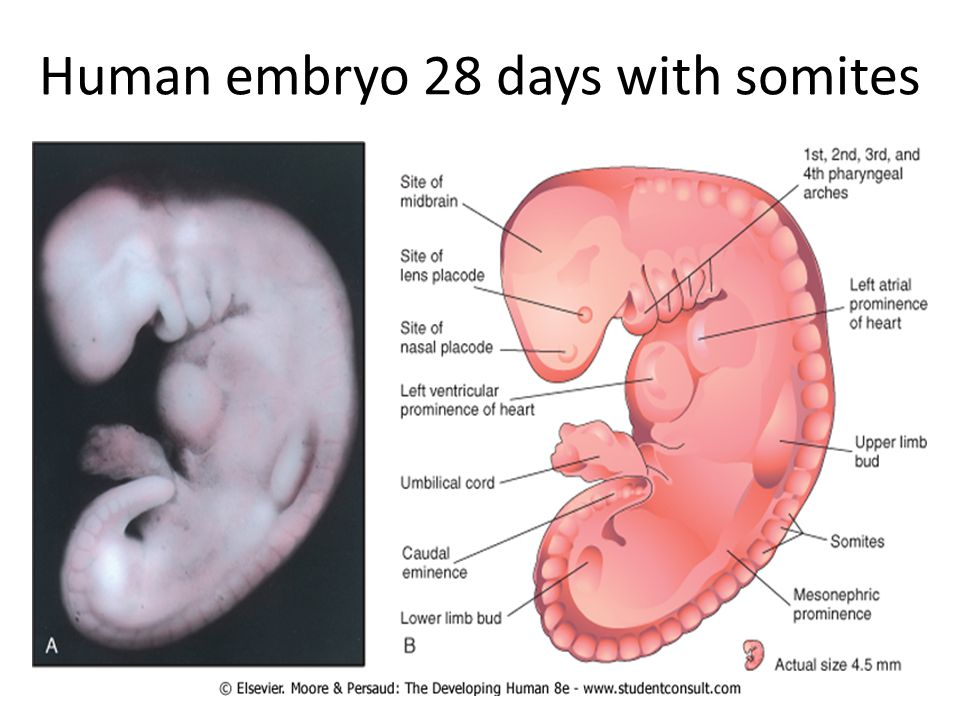 Human embryo 28 days with somites
Site of
midbrain
Site of
lens placode
Site of
nasal placode
Left ventricular
prominence of heart
Umbilical cord
Caudal
eminence
Lower limb bud
1st, 2nd, 3rd, and
4th pharyngeal
arches
Left atrial
prominence
of heart
Upper limb
bud
Somites
Mesonephric
prominence
Actual size 4.5 mm
A
B
© Elsevier. Moore & Persaud: The Developing Human 8e - www.studentconsult.com